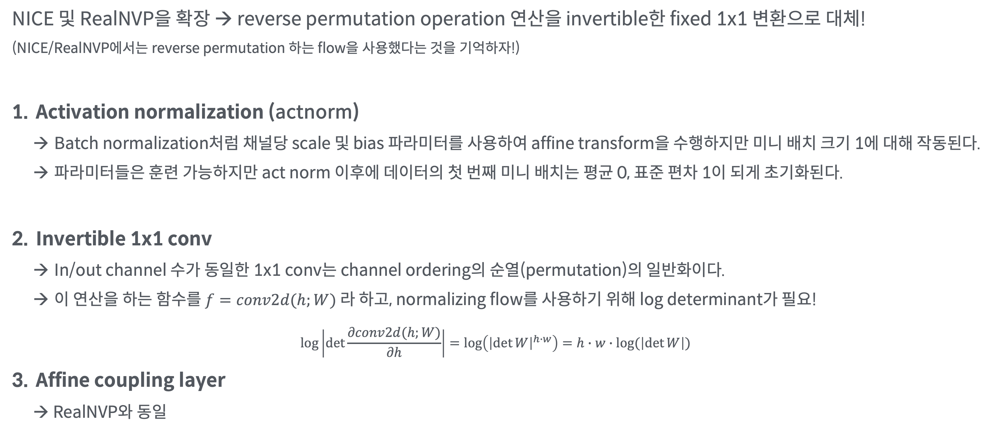 NICE 및 RealNVP을 확장 → reverse permutation operation 연산을 invertible한 fixed 1x1 변환으로 대체!
(NICE/RealNVP에서는 reverse permutation 하는 flow을 사용했다는 것을 기억하자!)
1. Activation normalization (actnorm)
→ Batch normalization처럼 채널당 scale 및 bias 파라미터를 사용하여 affine transform을 수행하지만 미니 배치 크기 1에 대해 작동된다.
→ 파라미터들은 훈련 가능하지만 act norm 이후에 데이터의 첫 번째 미니 배치는 평균 0, 표준 편차 1이 되게 초기화된다.
2. Invertible 1x1 conv
→ In/out channel 수가 동일한 1x1 conv는 channel ordering의 순열(permutation)의 일반화이다.
→ 이 연산을 하는 함수를 f = conv2d(h; W) 라 하고, normalizing flow를 사용하기 위해 log determinant가 필요!
log |det ∂conv2d(h; W)/∂h| = log(|det W|^{h·w}) = h · w · log(|det W|)
3. Affine coupling layer
→ RealNVP와 동일